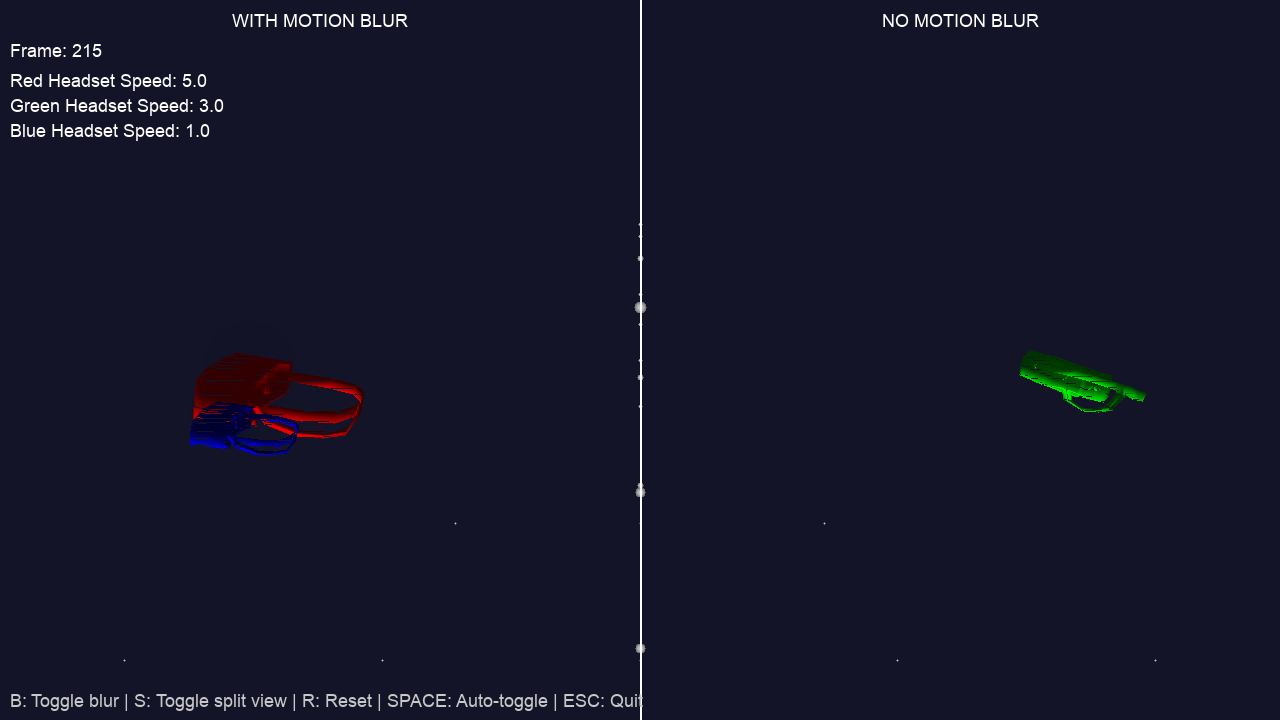 WITH MOTION BLUR
NO MOTION BLUR
Frame: 215
Red Headset Speed: 5.0
Green Headset Speed: 3.0
Blue Headset Speed: 1.0
B: Toggle blur | S: Toggle split view | R: Reset | SPACE: Auto-toggle | ESC: Quit